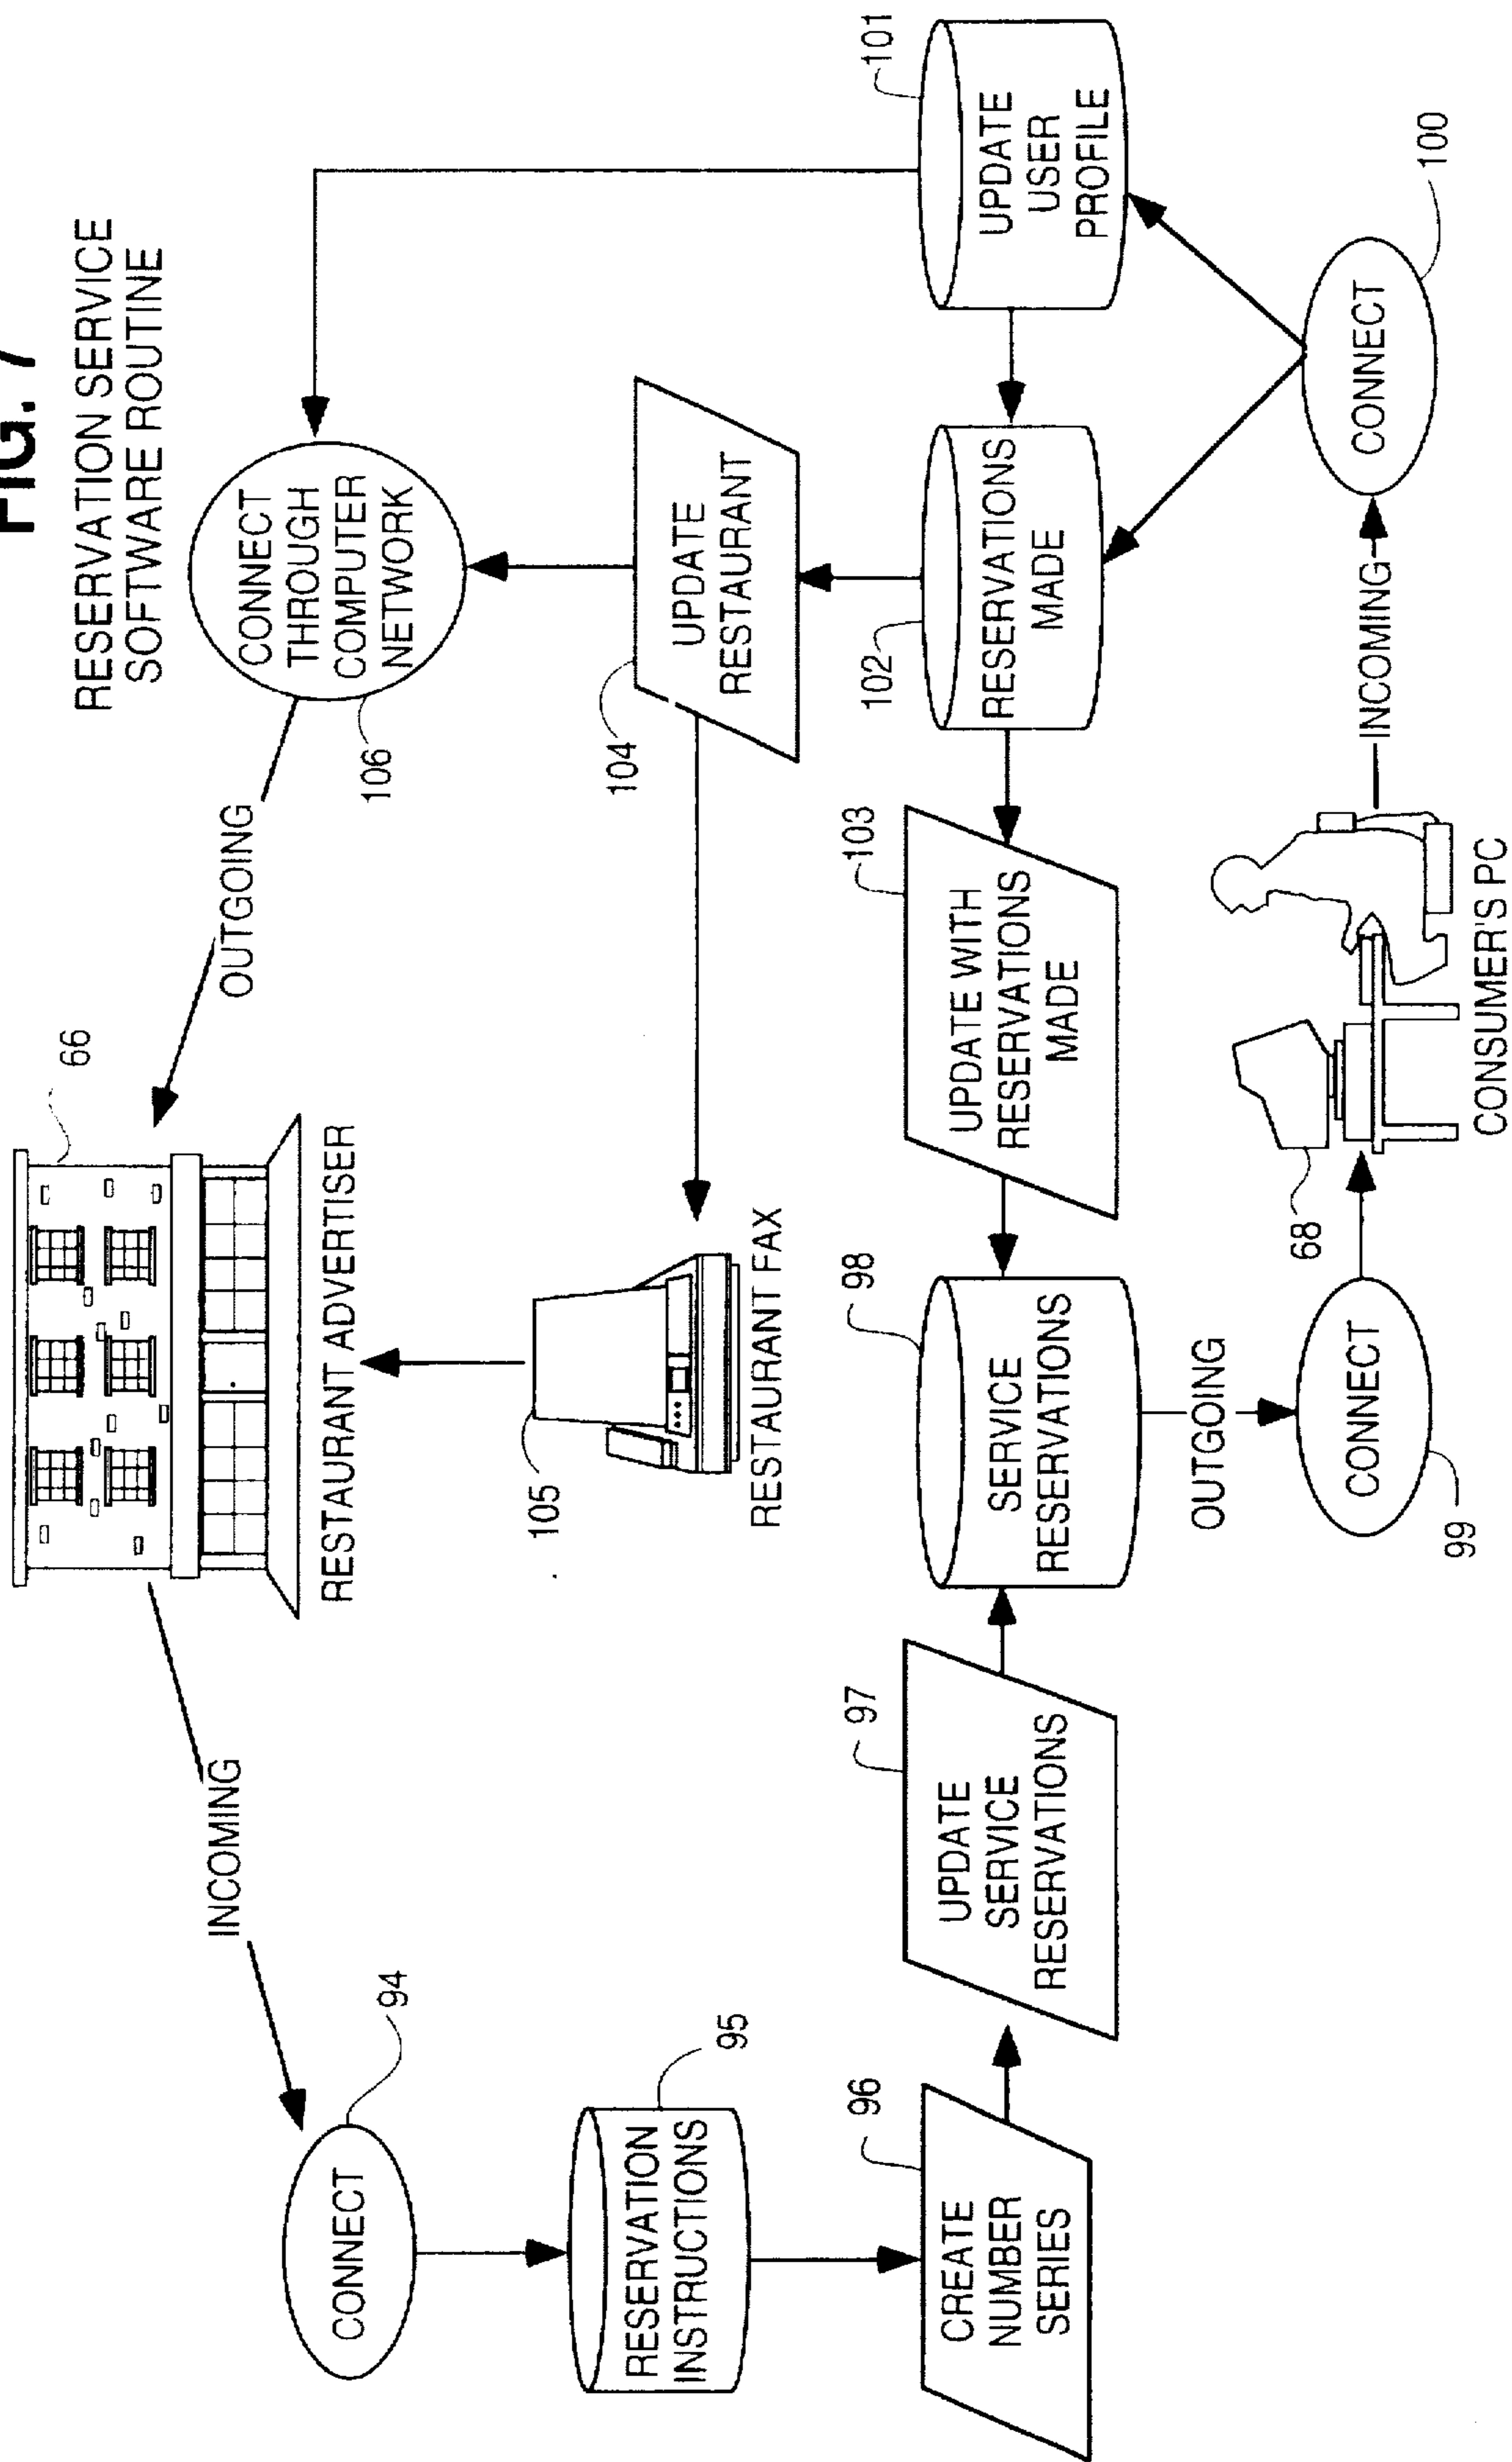 FIG. 7
RESERVATION SERVICE
SOFTWARE ROUTINE
66
RESTAURANT ADVERTISER
INCOMING
OUTGOING
94
CONNECT
CONNECT
THROUGH
COMPUTER
NETWORK
106
95
RESERVATION
INSTRUCTIONS
105
RESTAURANT FAX
104
UPDATE
RESTAURANT
96
CREATE
NUMBER
SERIES
97
UPDATE
SERVICE
RESERVATIONS
98
SERVICE
RESERVATIONS
103
UPDATE WITH
RESERVATIONS
MADE
102
RESERVATIONS
MADE
101
UPDATE
USER
PROFILE
OUTGOING
99
CONNECT
68
CONSUMER'S PC
INCOMING
CONNECT
100